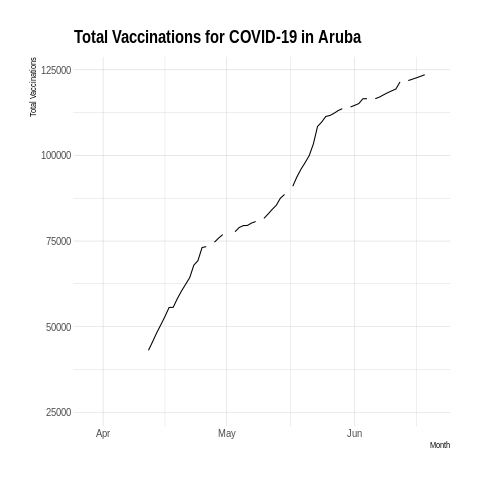 Total Vaccinations for COVID-19 in Aruba
Total Vaccinations
125000
100000
75000
50000
25000
Apr
May
Jun
Month